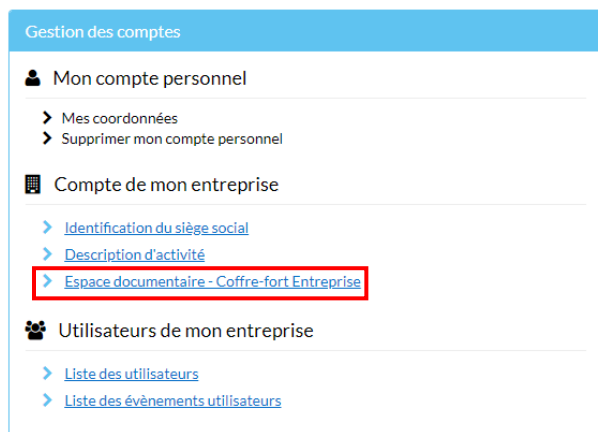 Gestion des comptes
Mon compte personnel
Mes coordonnées
Supprimer mon compte personnel
Compte de mon entreprise
Identification du siège social
Description d'activité
Espace documentaire - Coffre-fort Entreprise
Utilisateurs de mon entreprise
Liste des utilisateurs
Liste des évènements utilisateurs